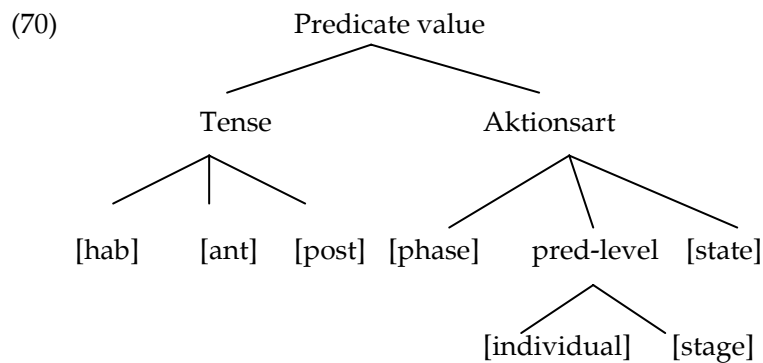 (70) Predicate value
Tense Aktionsart
[hab] [ant] [post] [phase] pred-level [state]
[individual] [stage]